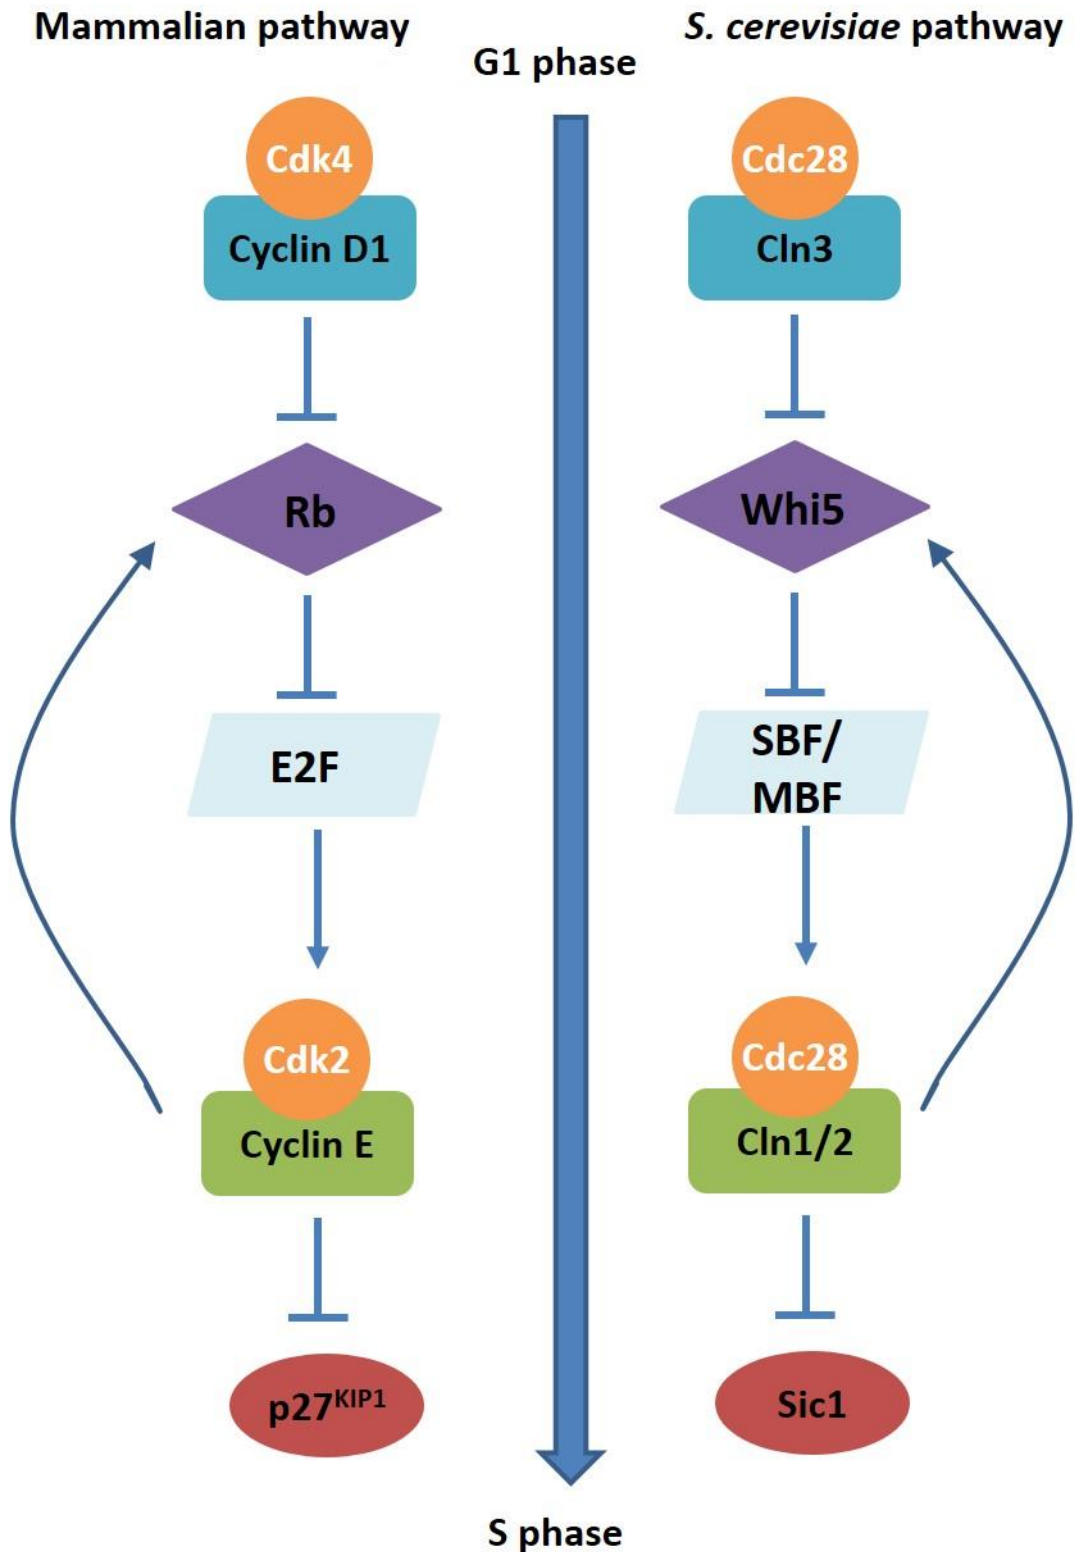 Mammalian pathway
S. cerevisiae pathway
G1 phase
Cdk4
Cyclin D1
Cdc28
Cln3
Rb
Whi5
E2F
SBF/
MBF
Cdk2
Cyclin E
Cdc28
Cln1/2
p27KIP1
Sic1
S phase